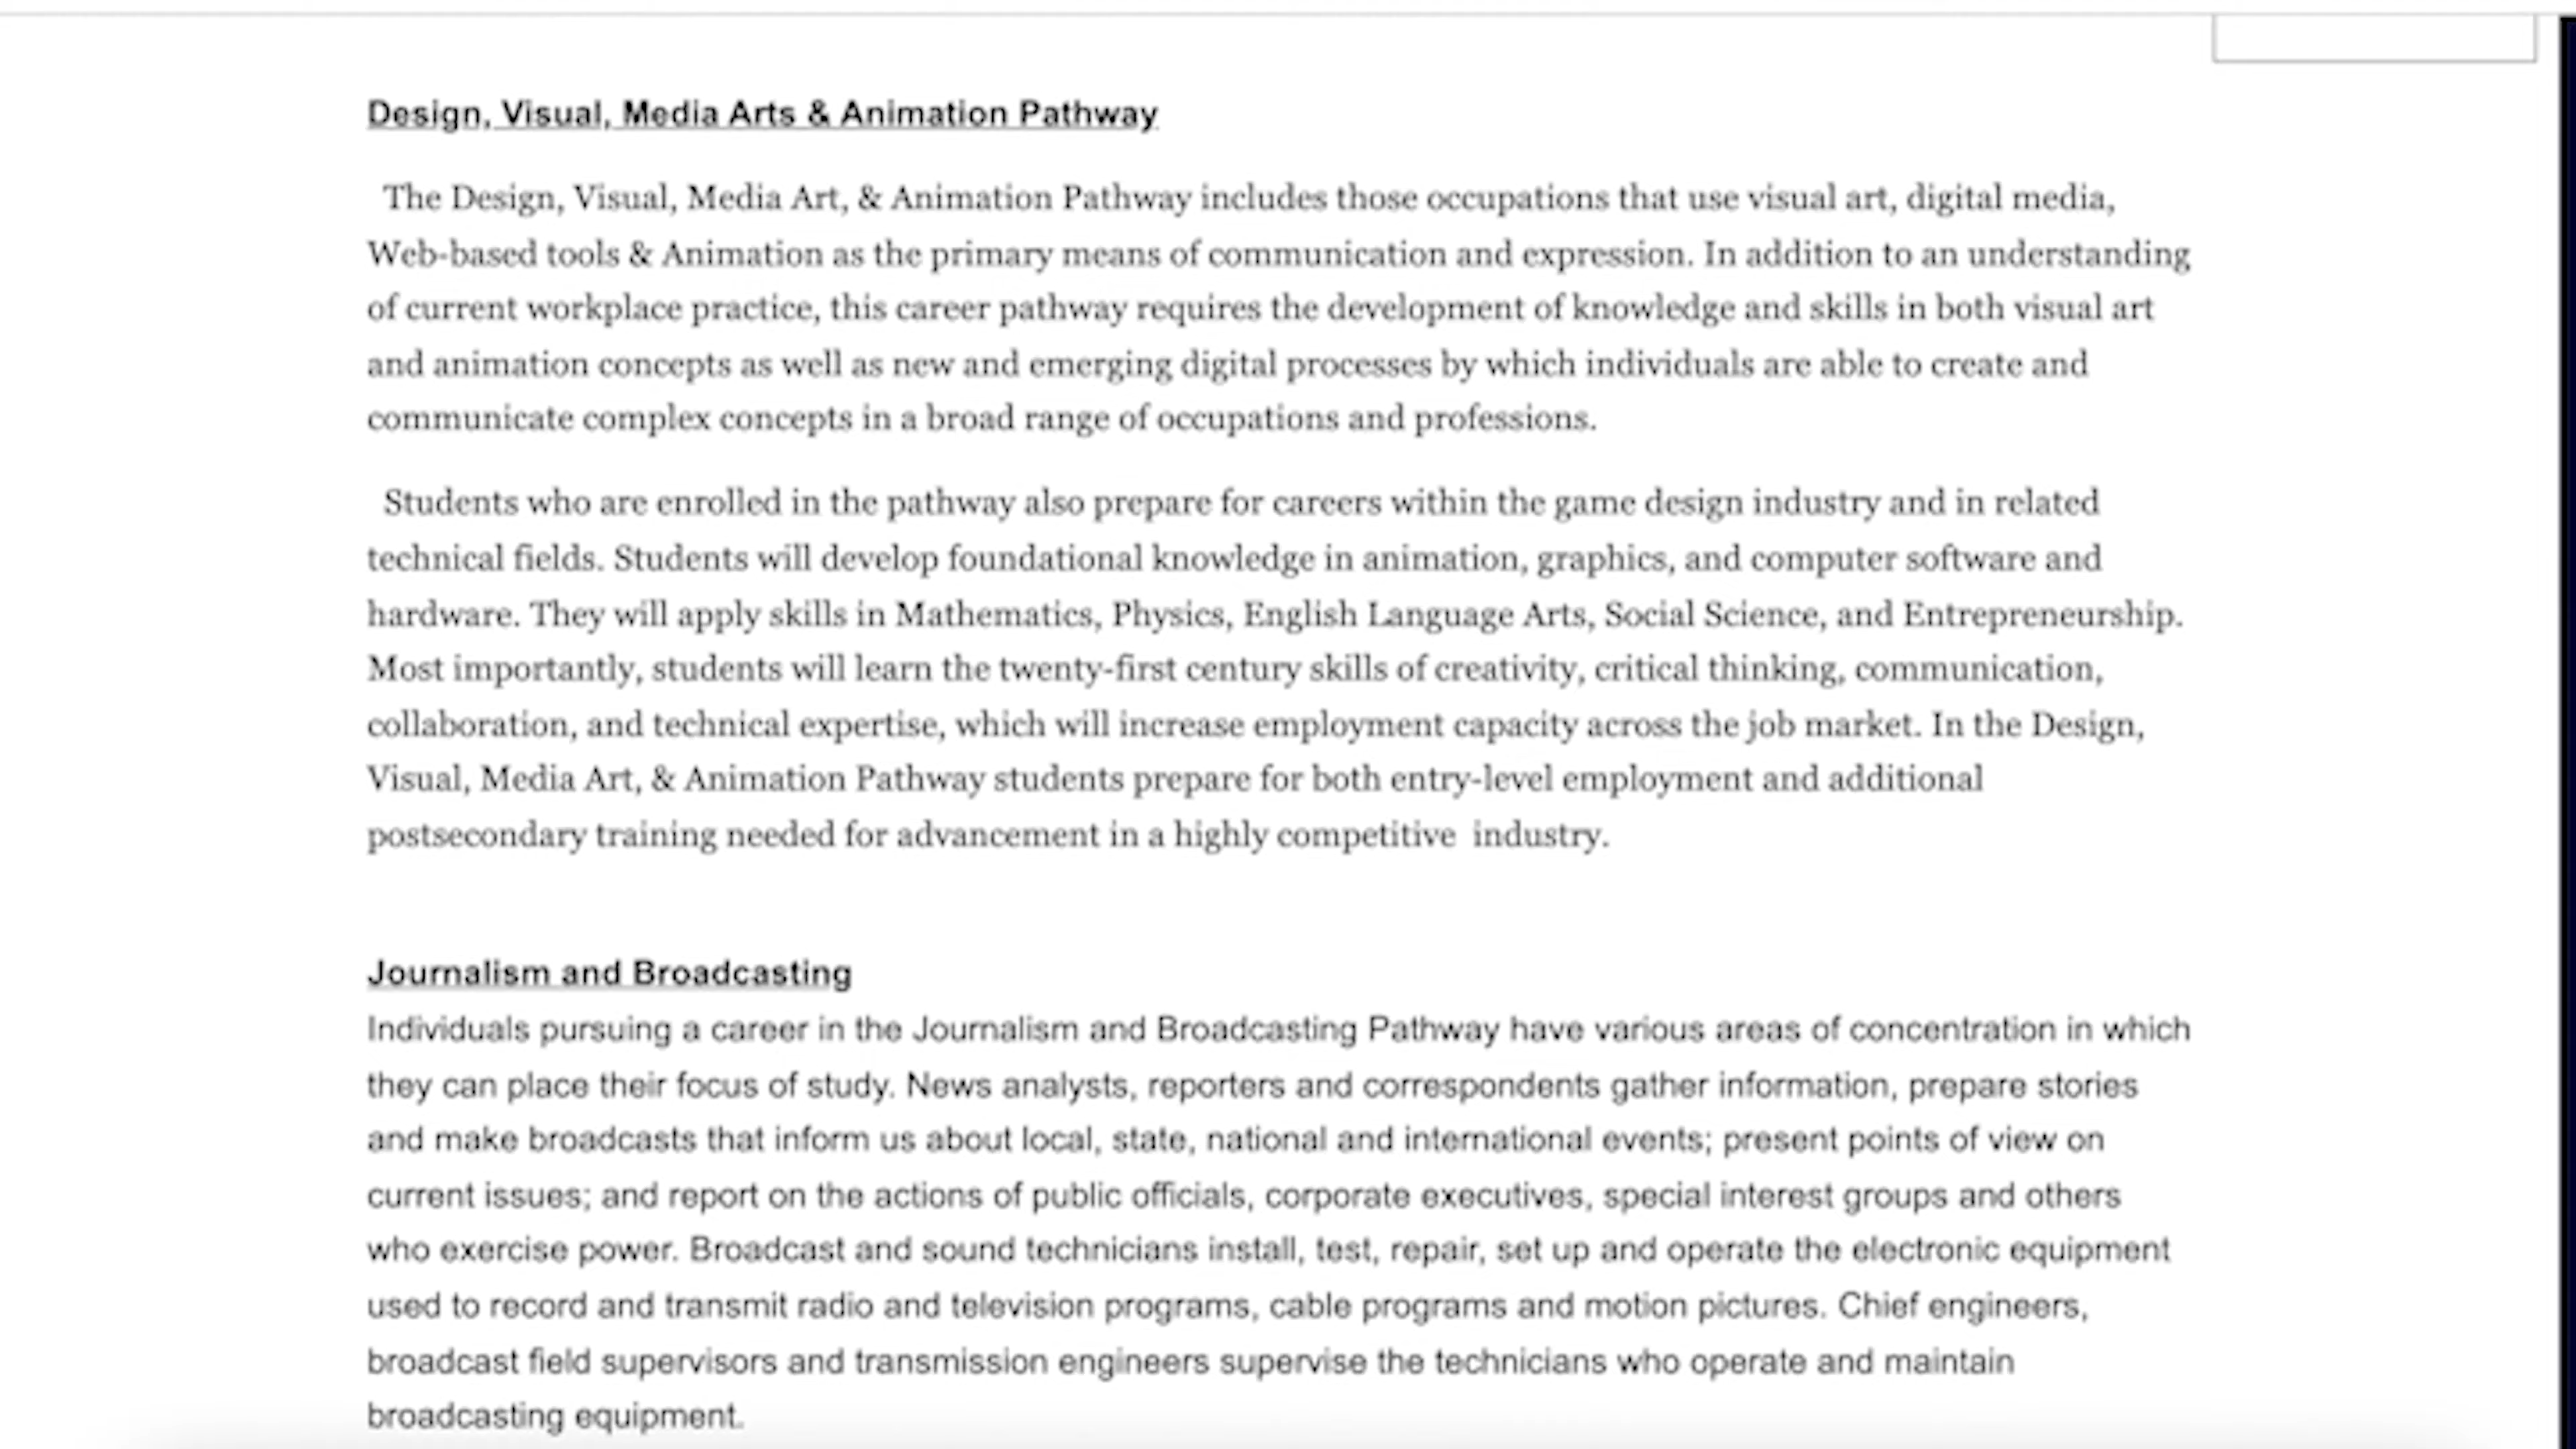 Design, Visual, Media Arts & Animation Pathway
The Design, Visual, Media Art, & Animation Pathway includes those occupations that use visual art, digital media,
Web-based tools & Animation as the primary means of communication and expression. In addition to an understanding
of current workplace practice, this career pathway requires the development of knowledge and skills in both visual art
and animation concepts as well as new and emerging digital processes by which individuals are able to create and
communicate complex concepts in a broad range of occupations and professions.
Students who are enrolled in the pathway also prepare for careers within the game design industry and in related
technical fields. Students will develop foundational knowledge in animation, graphics, and computer software and
hardware. They will apply skills in Mathematics, Physics, English Language Arts, Social Science, and Entrepreneurship.
Most importantly, students will learn the twenty-first century skills of creativity, critical thinking, communication,
collaboration, and technical expertise, which will increase employment capacity across the job market. In the Design,
Visual, Media Art, & Animation Pathway students prepare for both entry-level employment and additional
postsecondary training needed for advancement in a highly competitive  industry.
Journalism and Broadcasting
Individuals pursuing a career in the Journalism and Broadcasting Pathway have various areas of concentration in which
they can place their focus of study. News analysts, reporters and correspondents gather information, prepare stories
and make broadcasts that inform us about local, state, national and international events; present points of view on
current issues; and report on the actions of public officials, corporate executives, special interest groups and others
who exercise power. Broadcast and sound technicians install, test, repair, set up and operate the electronic equipment
used to record and transmit radio and television programs, cable programs and motion pictures. Chief engineers,
broadcast field supervisors and transmission engineers supervise the technicians who operate and maintain
broadcasting equipment.